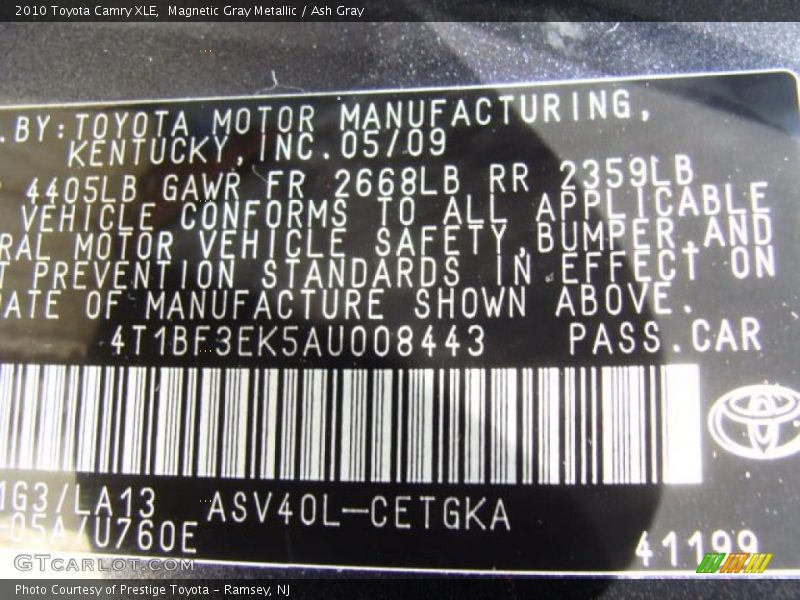 2010 Toyota Camry XLE,  Magnetic Gray Metallic / Ash Gray
.BY:TOYOTA MOTOR MANUFACTURING,
KENTUCKY,INC.05/09
4405LB GAWR FR 2668LB RR 2359LB
VEHICLE CONFORMS TO ALL APPLICABLE
RAL MOTOR VEHICLE SAFETY,BUMPER,AND
T PREVENTION STANDARDS IN EFFECT ON
ATE OF MANUFACTURE SHOWN ABOVE.
4T1BF3EK5AU008443 PASS.CAR
1G3/LA13 ASV40L-CETGKA
-05A/U760E
41199
GTcarlot.com
Photo Courtesy of Prestige Toyota - Ramsey, NJ